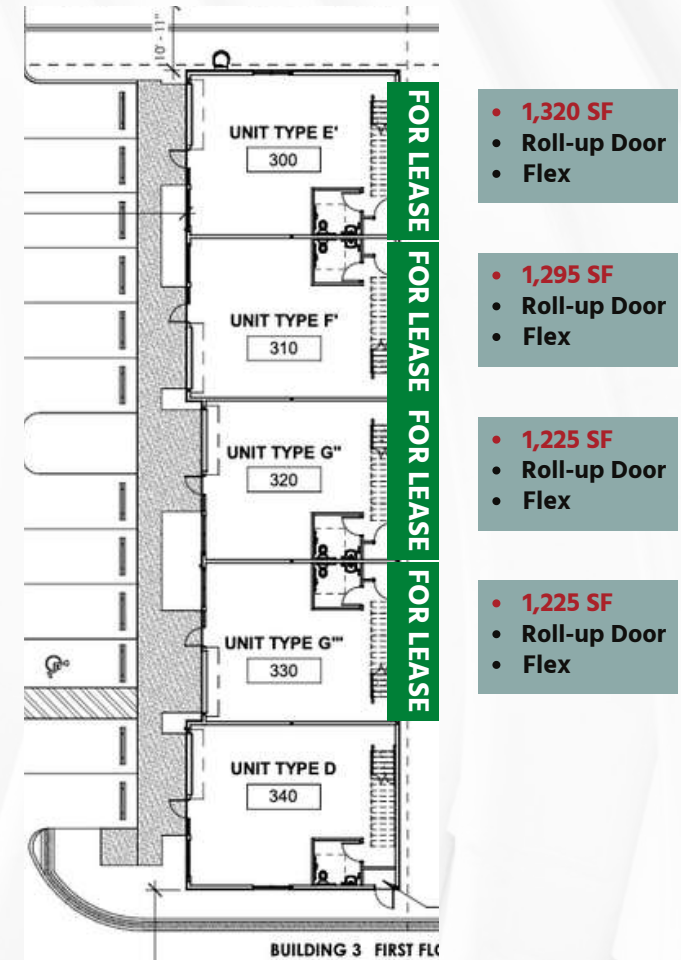 10' - 11"
UNIT TYPE E'
300
FOR LEASE
• 1,320 SF
• Roll-up Door
• Flex
UNIT TYPE F'
310
FOR LEASE
• 1,295 SF
• Roll-up Door
• Flex
UNIT TYPE G"
320
FOR LEASE
• 1,225 SF
• Roll-up Door
• Flex
UNIT TYPE G'"
330
FOR LEASE
• 1,225 SF
• Roll-up Door
• Flex
UNIT TYPE D
340
BUILDING 3 FIRST FLO